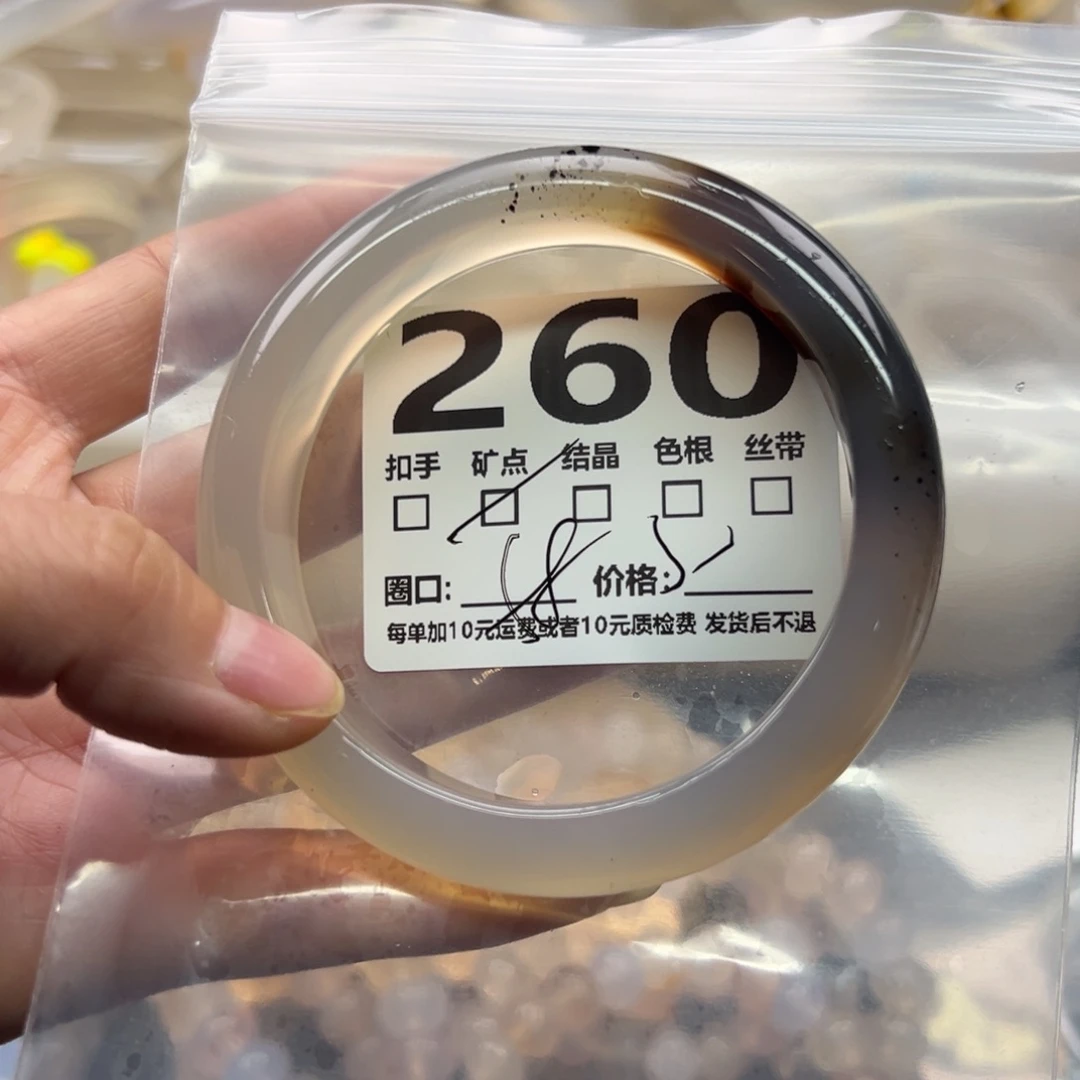 260
扣手 矿点 结晶 色根 丝带
圈口: 58 价格:
每单加10元运费或者10元质检费 发货后不退